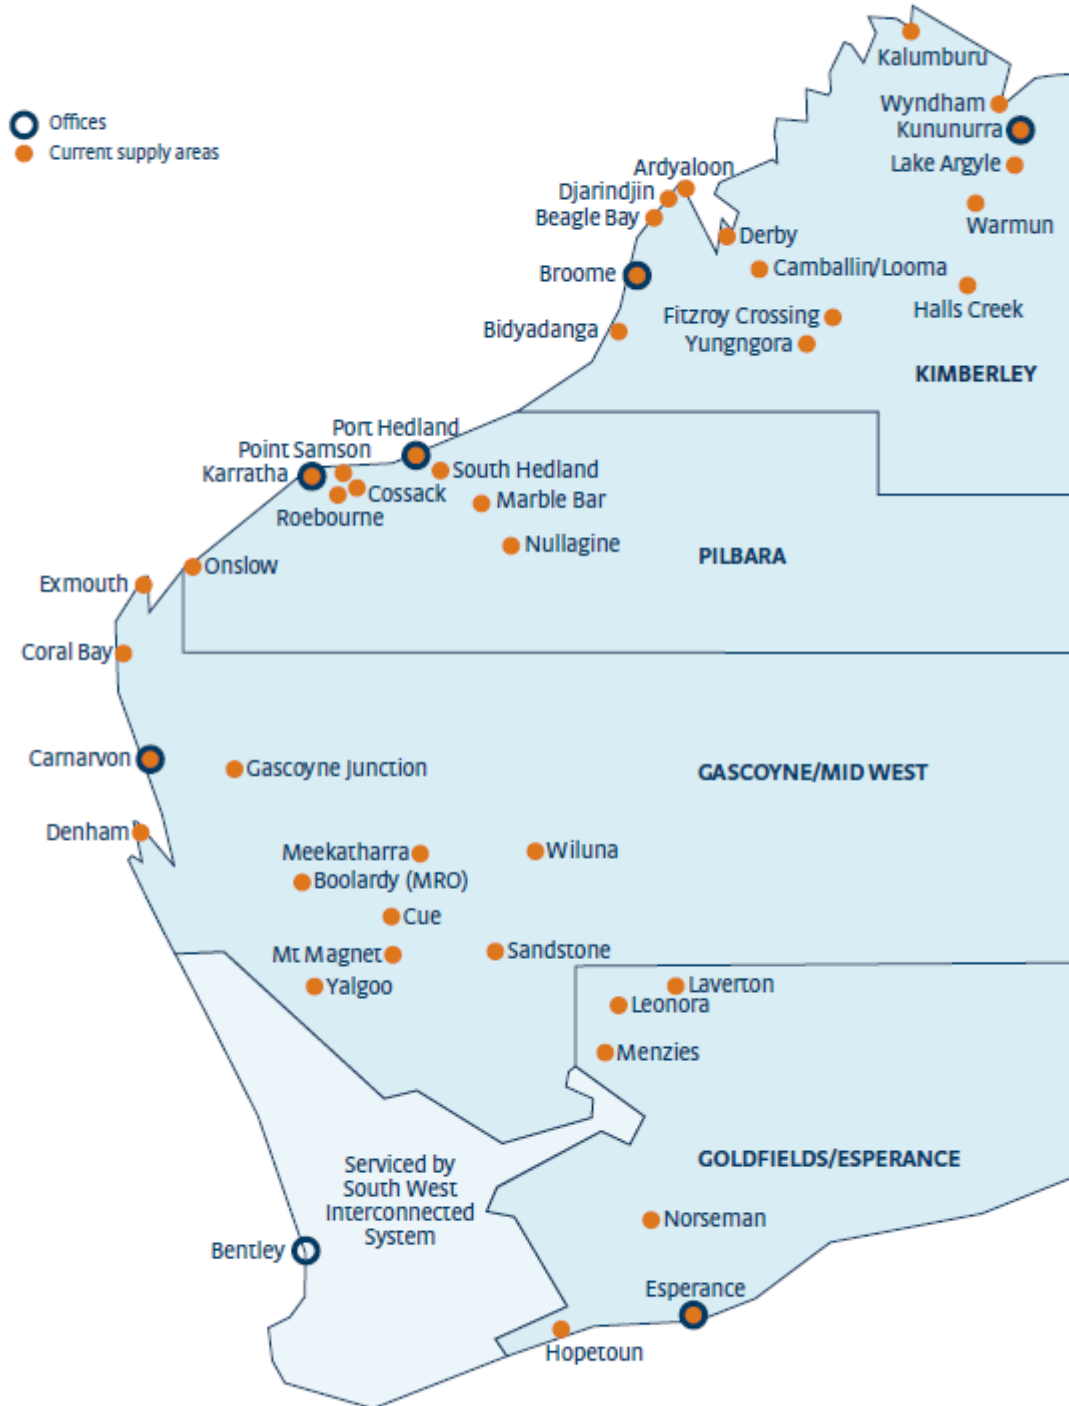 Kalumburu
Offices
Current supply areas
Wyndham
Kununurra
Lake Argyle
Ardyaloon
Djarindjin
Beagle Bay
Warmun
Derby
Broome
Camballin/Looma
Halls Creek
Fitzroy Crossing
Bidyadanga
Yungngora
KIMBERLEY
Port Hedland
Point Samson
Karratha
South Hedland
Cossack
Marble Bar
Roebourne
Nullagine
PILBARA
Onslow
Exmouth
Coral Bay
Carnarvon
Gascoyne Junction
GASCOYNE/MID WEST
Denham
Meekatharra
Wiluna
Boolardy (MRO)
Cue
Mt Magnet
Sandstone
Yalgoo
Laverton
Leonora
Menzies
Serviced by
South West
Interconnected
System
GOLDFIELDS/ESPERANCE
Norseman
Bentley
Esperance
Hopetoun